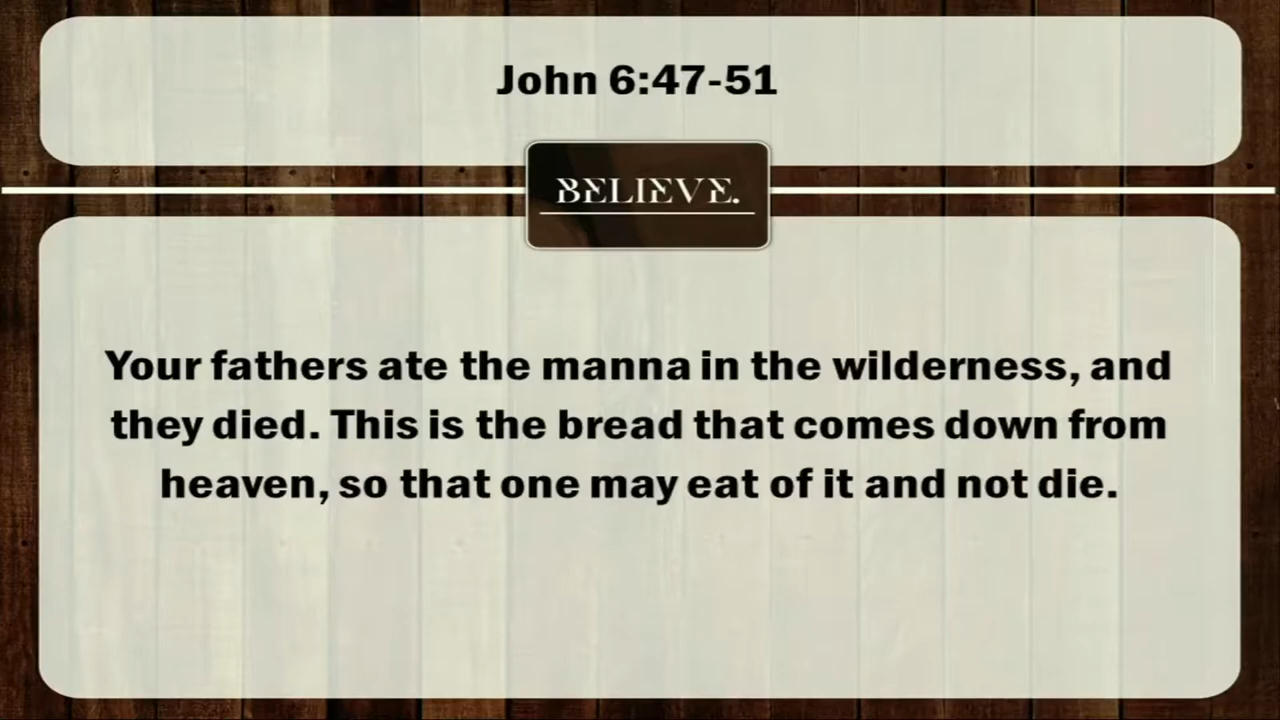 John 6:47-51
BELIEVE.
Your fathers ate the manna in the wilderness, and
they died. This is the bread that comes down from
heaven, so that one may eat of it and not die.